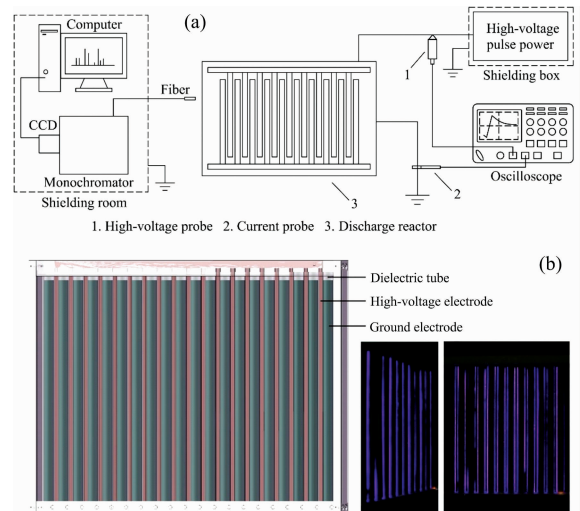 (a)
Computer
High-voltage
pulse power
1
Shielding box
Fiber
CCD
Monochromator
Shielding room
2
Oscilloscope
3
1. High-voltage probe 2. Current probe 3. Discharge reactor
(b)
Dielectric tube
High-voltage electrode
Ground electrode